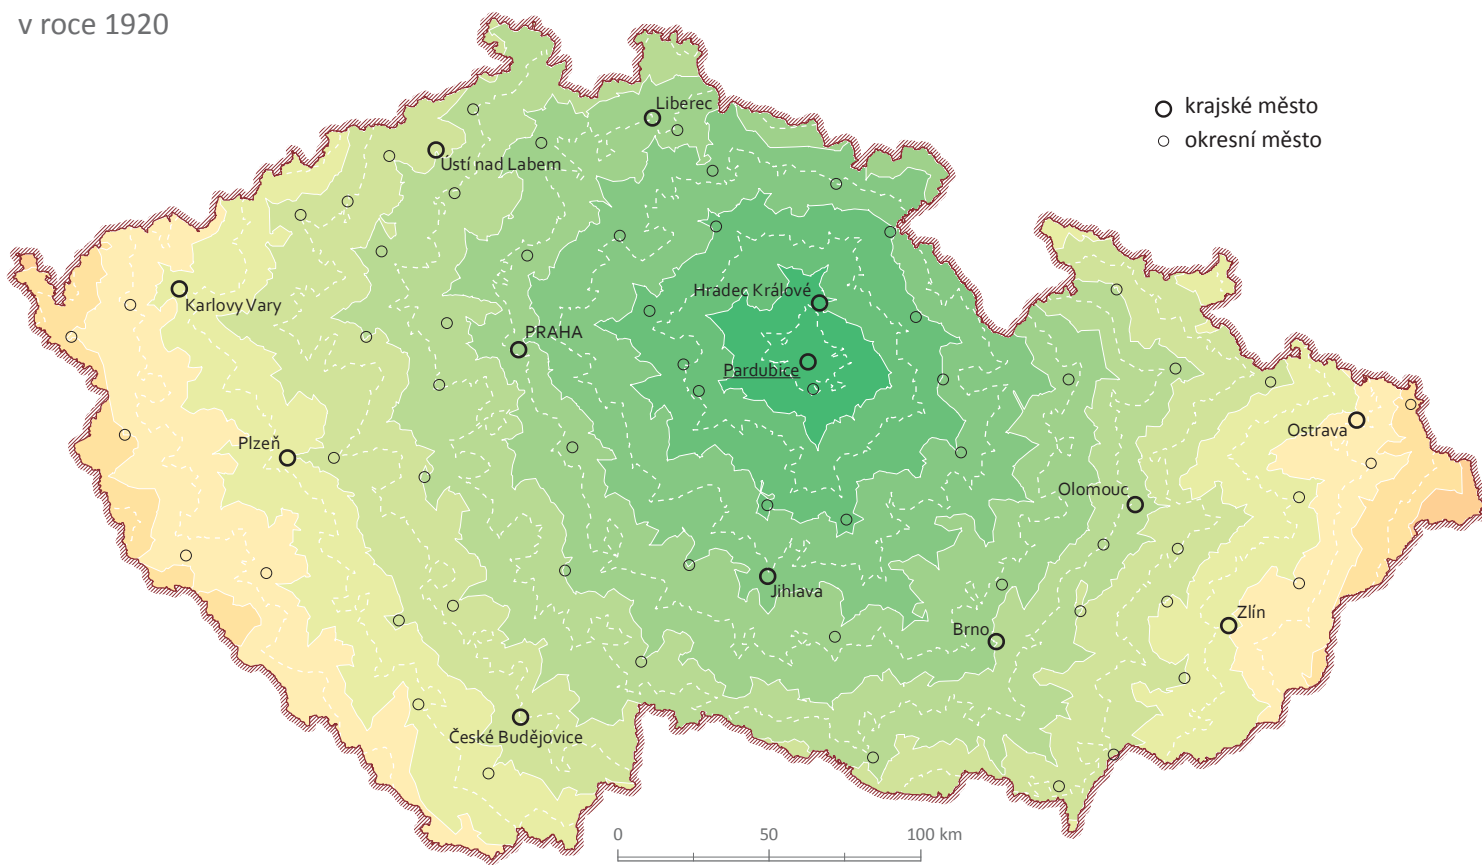 v roce 1920
krajské město
okresní město
Liberec
Ústí nad Labem
Karlovy Vary
Hradec Králové
PRAHA
Pardubice
Plzeň
Ostrava
Olomouc
Jihlava
Brno
Zlín
České Budějovice
0 50 100 km